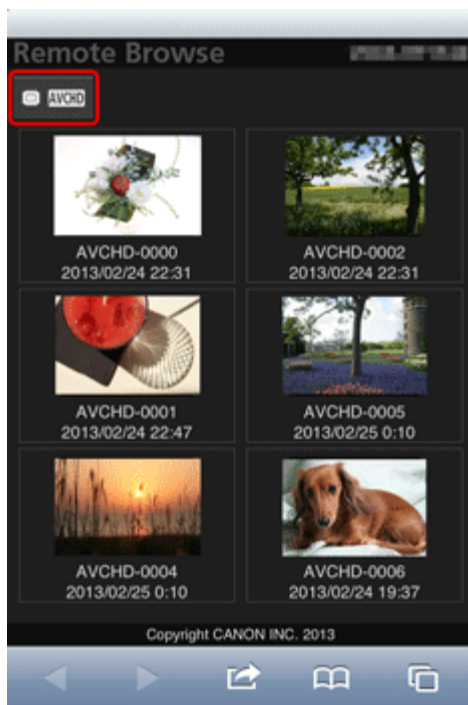 Remote Browse
AVCHD
AVCHD-0000
2013/02/24 22:31
AVCHD-0002
2013/02/24 22:31
AVCHD-0001
2013/02/24 22:47
AVCHD-0005
2013/02/25 0:10
AVCHD-0004
2013/02/25 0:10
AVCHD-0006
2013/02/24 19:37
Copyright CANON INC. 2013